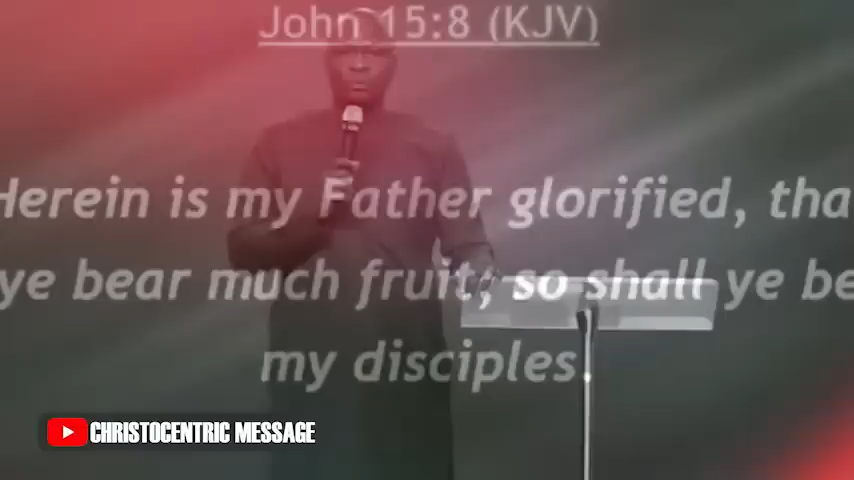 John 15:8 (KJV)
Herein is my Father glorified, tha
ye bear much fruit; so shall ye be
my disciples.
CHRISTOCENTRIC MESSAGE